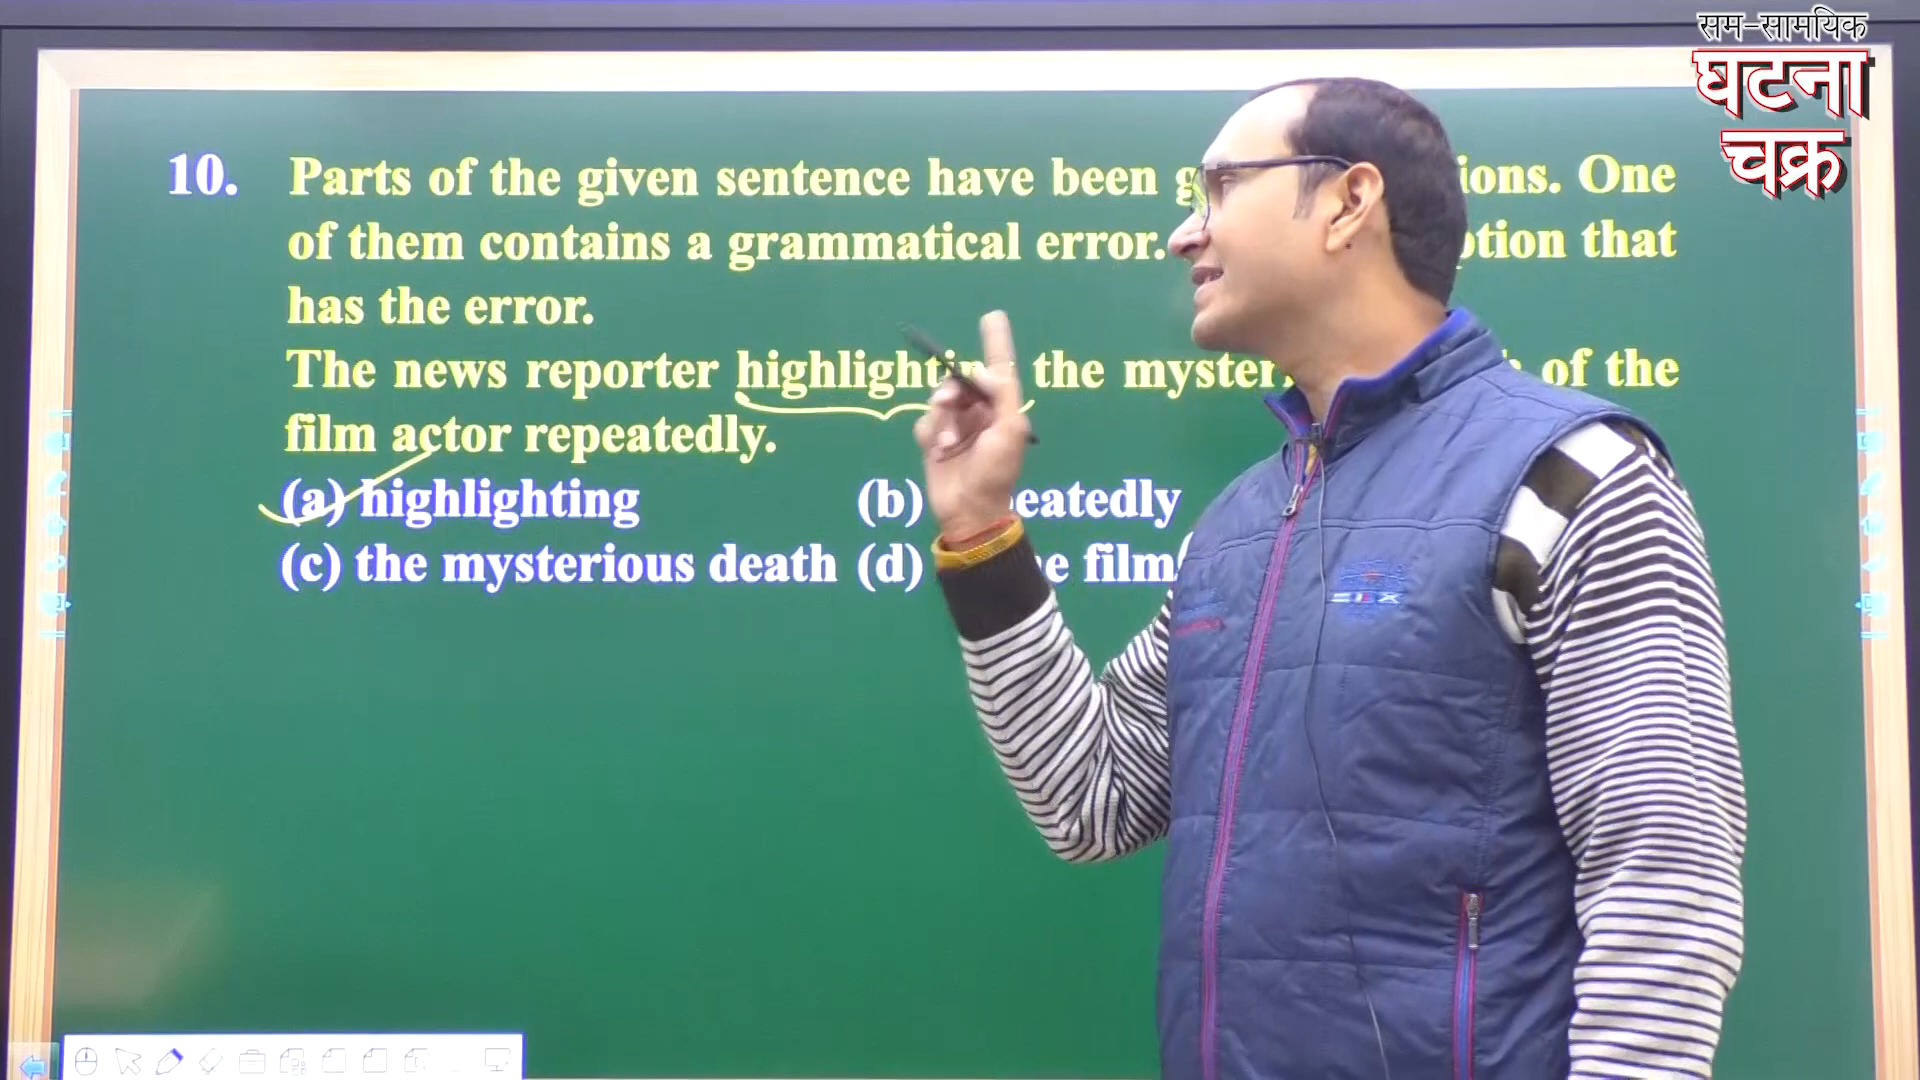 सम-सामयिक
घटना
चक्र
10. Parts of the given sentence have been ions. One
of them contains a grammatical error. that
has the error.
The news reporter highlighting the of the
film actor repeatedly.
(a) highlighting (b) eatedly
(c) the mysterious death (d) film